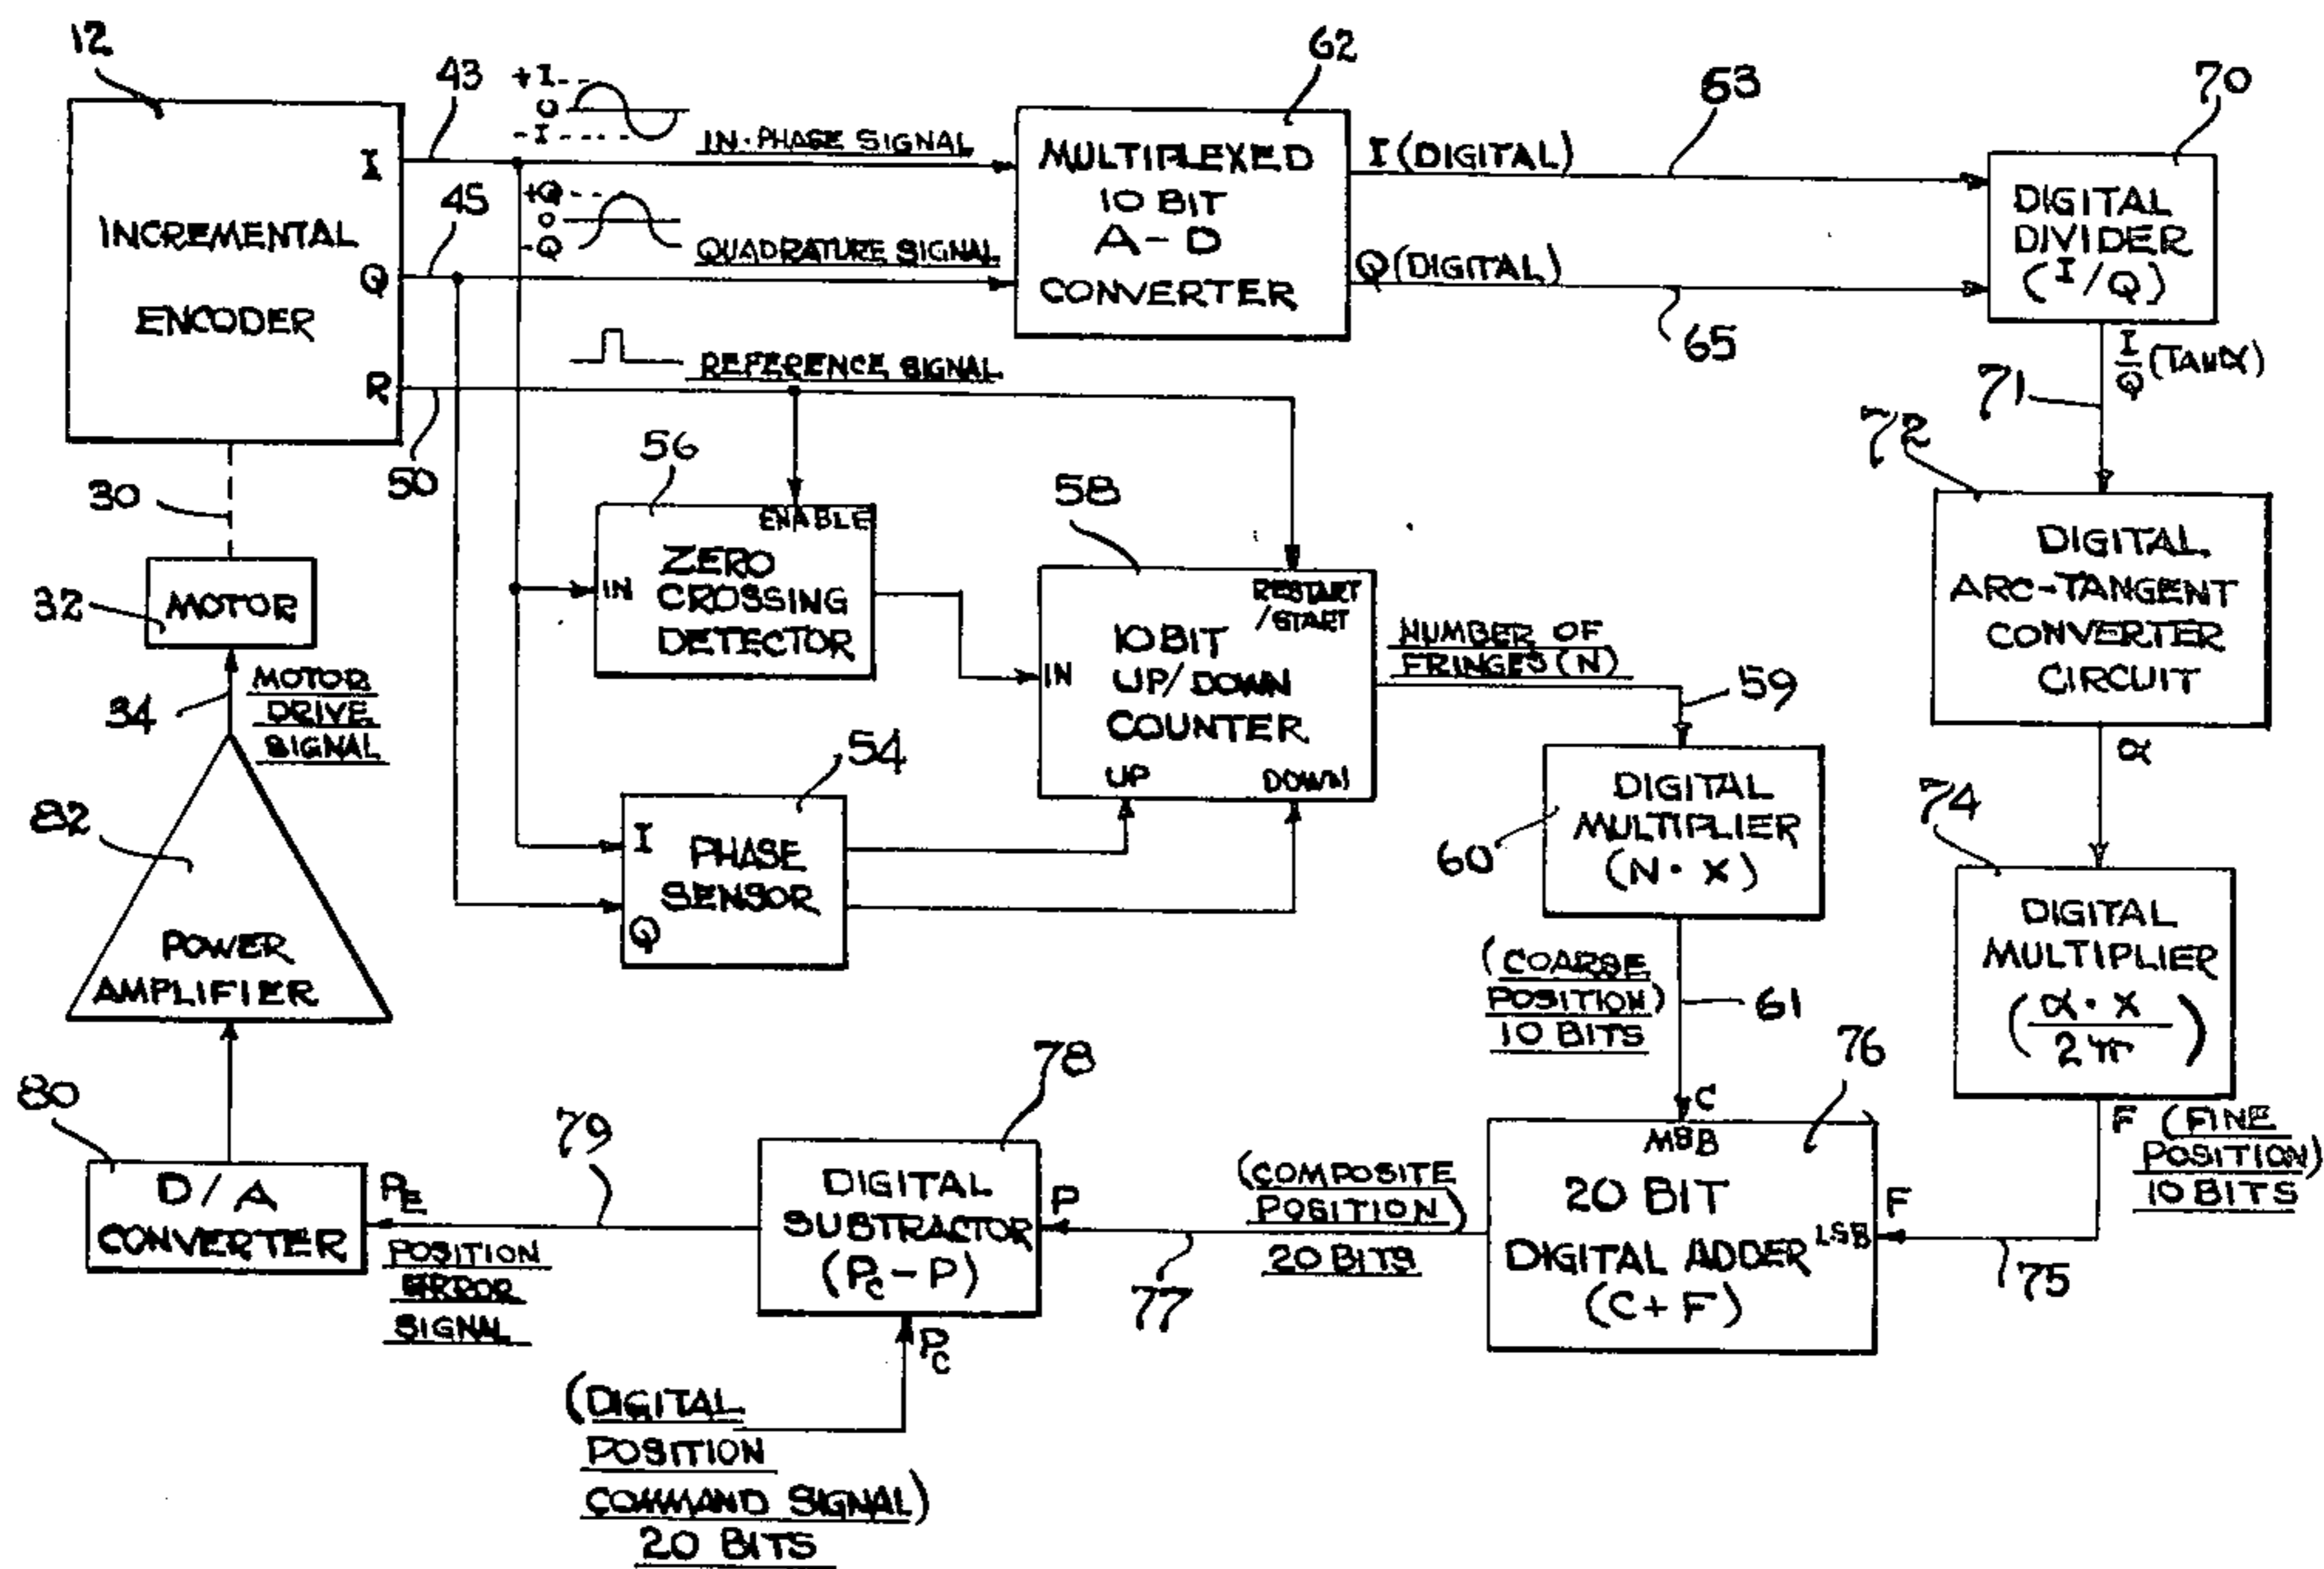 12
INCREMENTAL
ENCODER
I
Q
R
43
45
50
+I
0
-I
IN-PHASE SIGNAL
+Q
0
-Q
QUADRATURE SIGNAL
REFERENCE SIGNAL
62
MULTIPLEXED
10 BIT
A-D
CONVERTER
I (DIGITAL)
Q (DIGITAL)
63
65
70
DIGITAL
DIVIDER
(I/Q)
71
I/Q (TAN α)
72
DIGITAL
ARC-TANGENT
CONVERTER
CIRCUIT
α
74
DIGITAL
MULTIPLIER
(α·X / 2π)
F
(FINE
POSITION)
10 BITS
75
30
32
MOTOR
34
MOTOR
DRIVE
SIGNAL
82
POWER
AMPLIFIER
56
ENABLE
IN
ZERO
CROSSING
DETECTOR
58
RESTART
/START
IN
10 BIT
UP/DOWN
COUNTER
UP
DOWN
54
I
Q
PHASE
SENSOR
NUMBER OF
FRINGES (N)
59
60
DIGITAL
MULTIPLIER
(N·X)
(COARSE
POSITION)
10 BITS
61
76
C
MSB
20 BIT
DIGITAL ADDER
(C+F)
LSB
F
(COMPOSITE
POSITION)
20 BITS
77
78
P
DIGITAL
SUBTRACTOR
(PC-P)
PC
(DIGITAL
POSITION
COMMAND SIGNAL)
20 BITS
79
80
D/A
CONVERTER
PE
POSITION
ERROR
SIGNAL